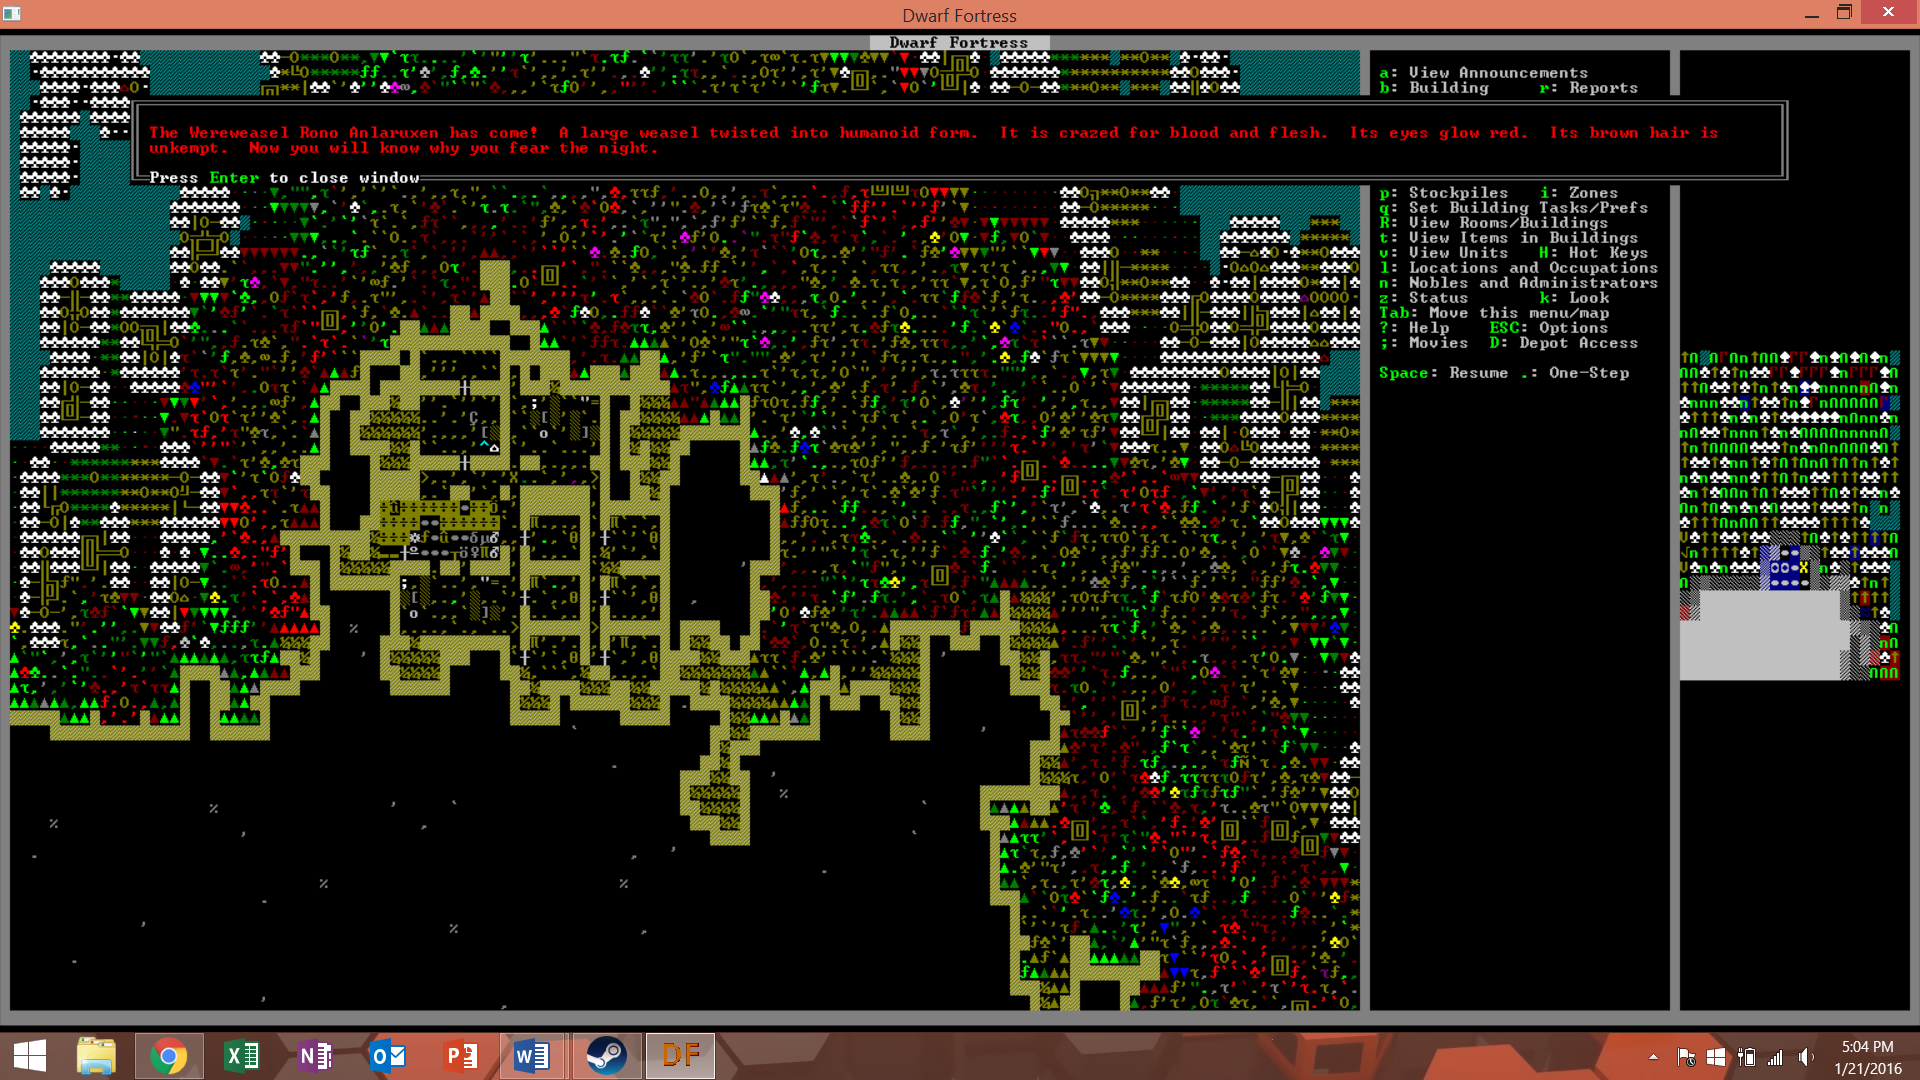 Dwarf Fortress
Dwarf Fortress
a: View Announcements
b: Building r: Reports
The Wereweasel Rono Anlaruxen has come! A large weasel twisted into humanoid form. It is crazed for blood and flesh. Its eyes glow red. Its brown hair is
unkempt. Now you will know why you fear the night.
Press Enter to close window
p: Stockpiles i: Zones
q: Set Building Tasks/Prefs
R: View Rooms/Buildings
t: View Items in Buildings
v: View Units H: Hot Keys
l: Locations and Occupations
n: Nobles and Administrators
z: Status k: Look
Tab: Move this menu/map
?: Help ESC: Options
;: Movies D: Depot Access
Space: Resume .: One-Step
DF
5:04 PM
1/21/2016